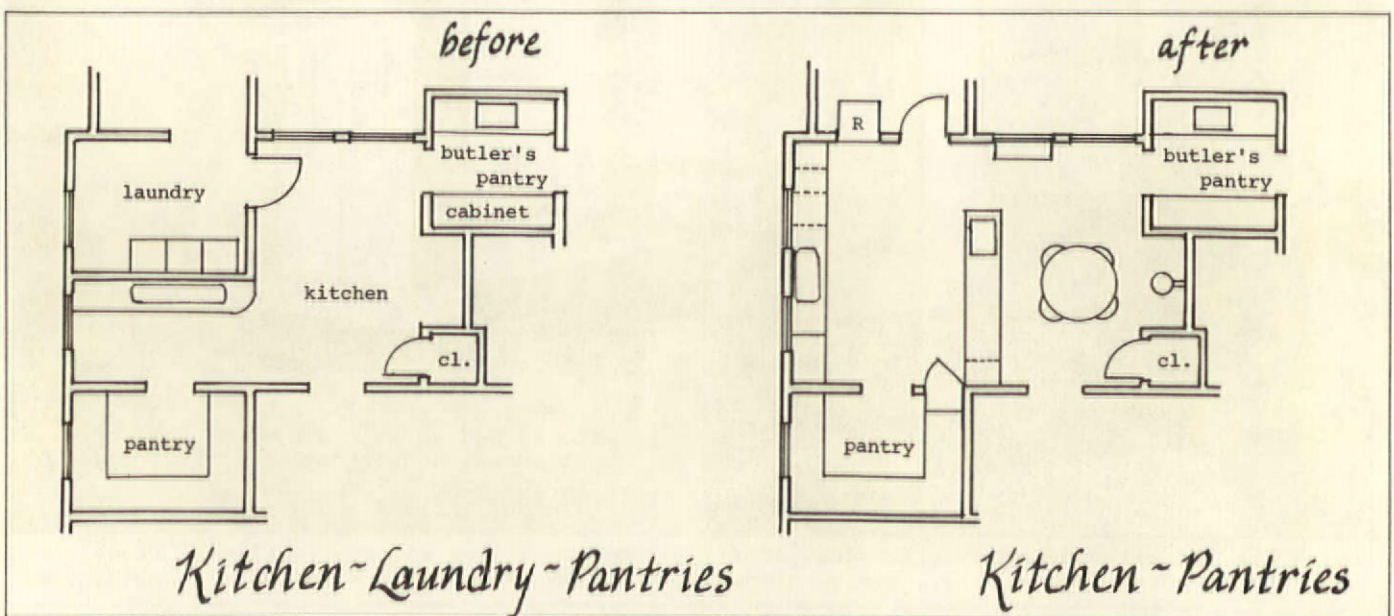 before
laundry
butler's
pantry
cabinet
kitchen
cl.
pantry
Kitchen~Laundry~Pantries
after
R
butler's
pantry
cl.
pantry
Kitchen~Pantries